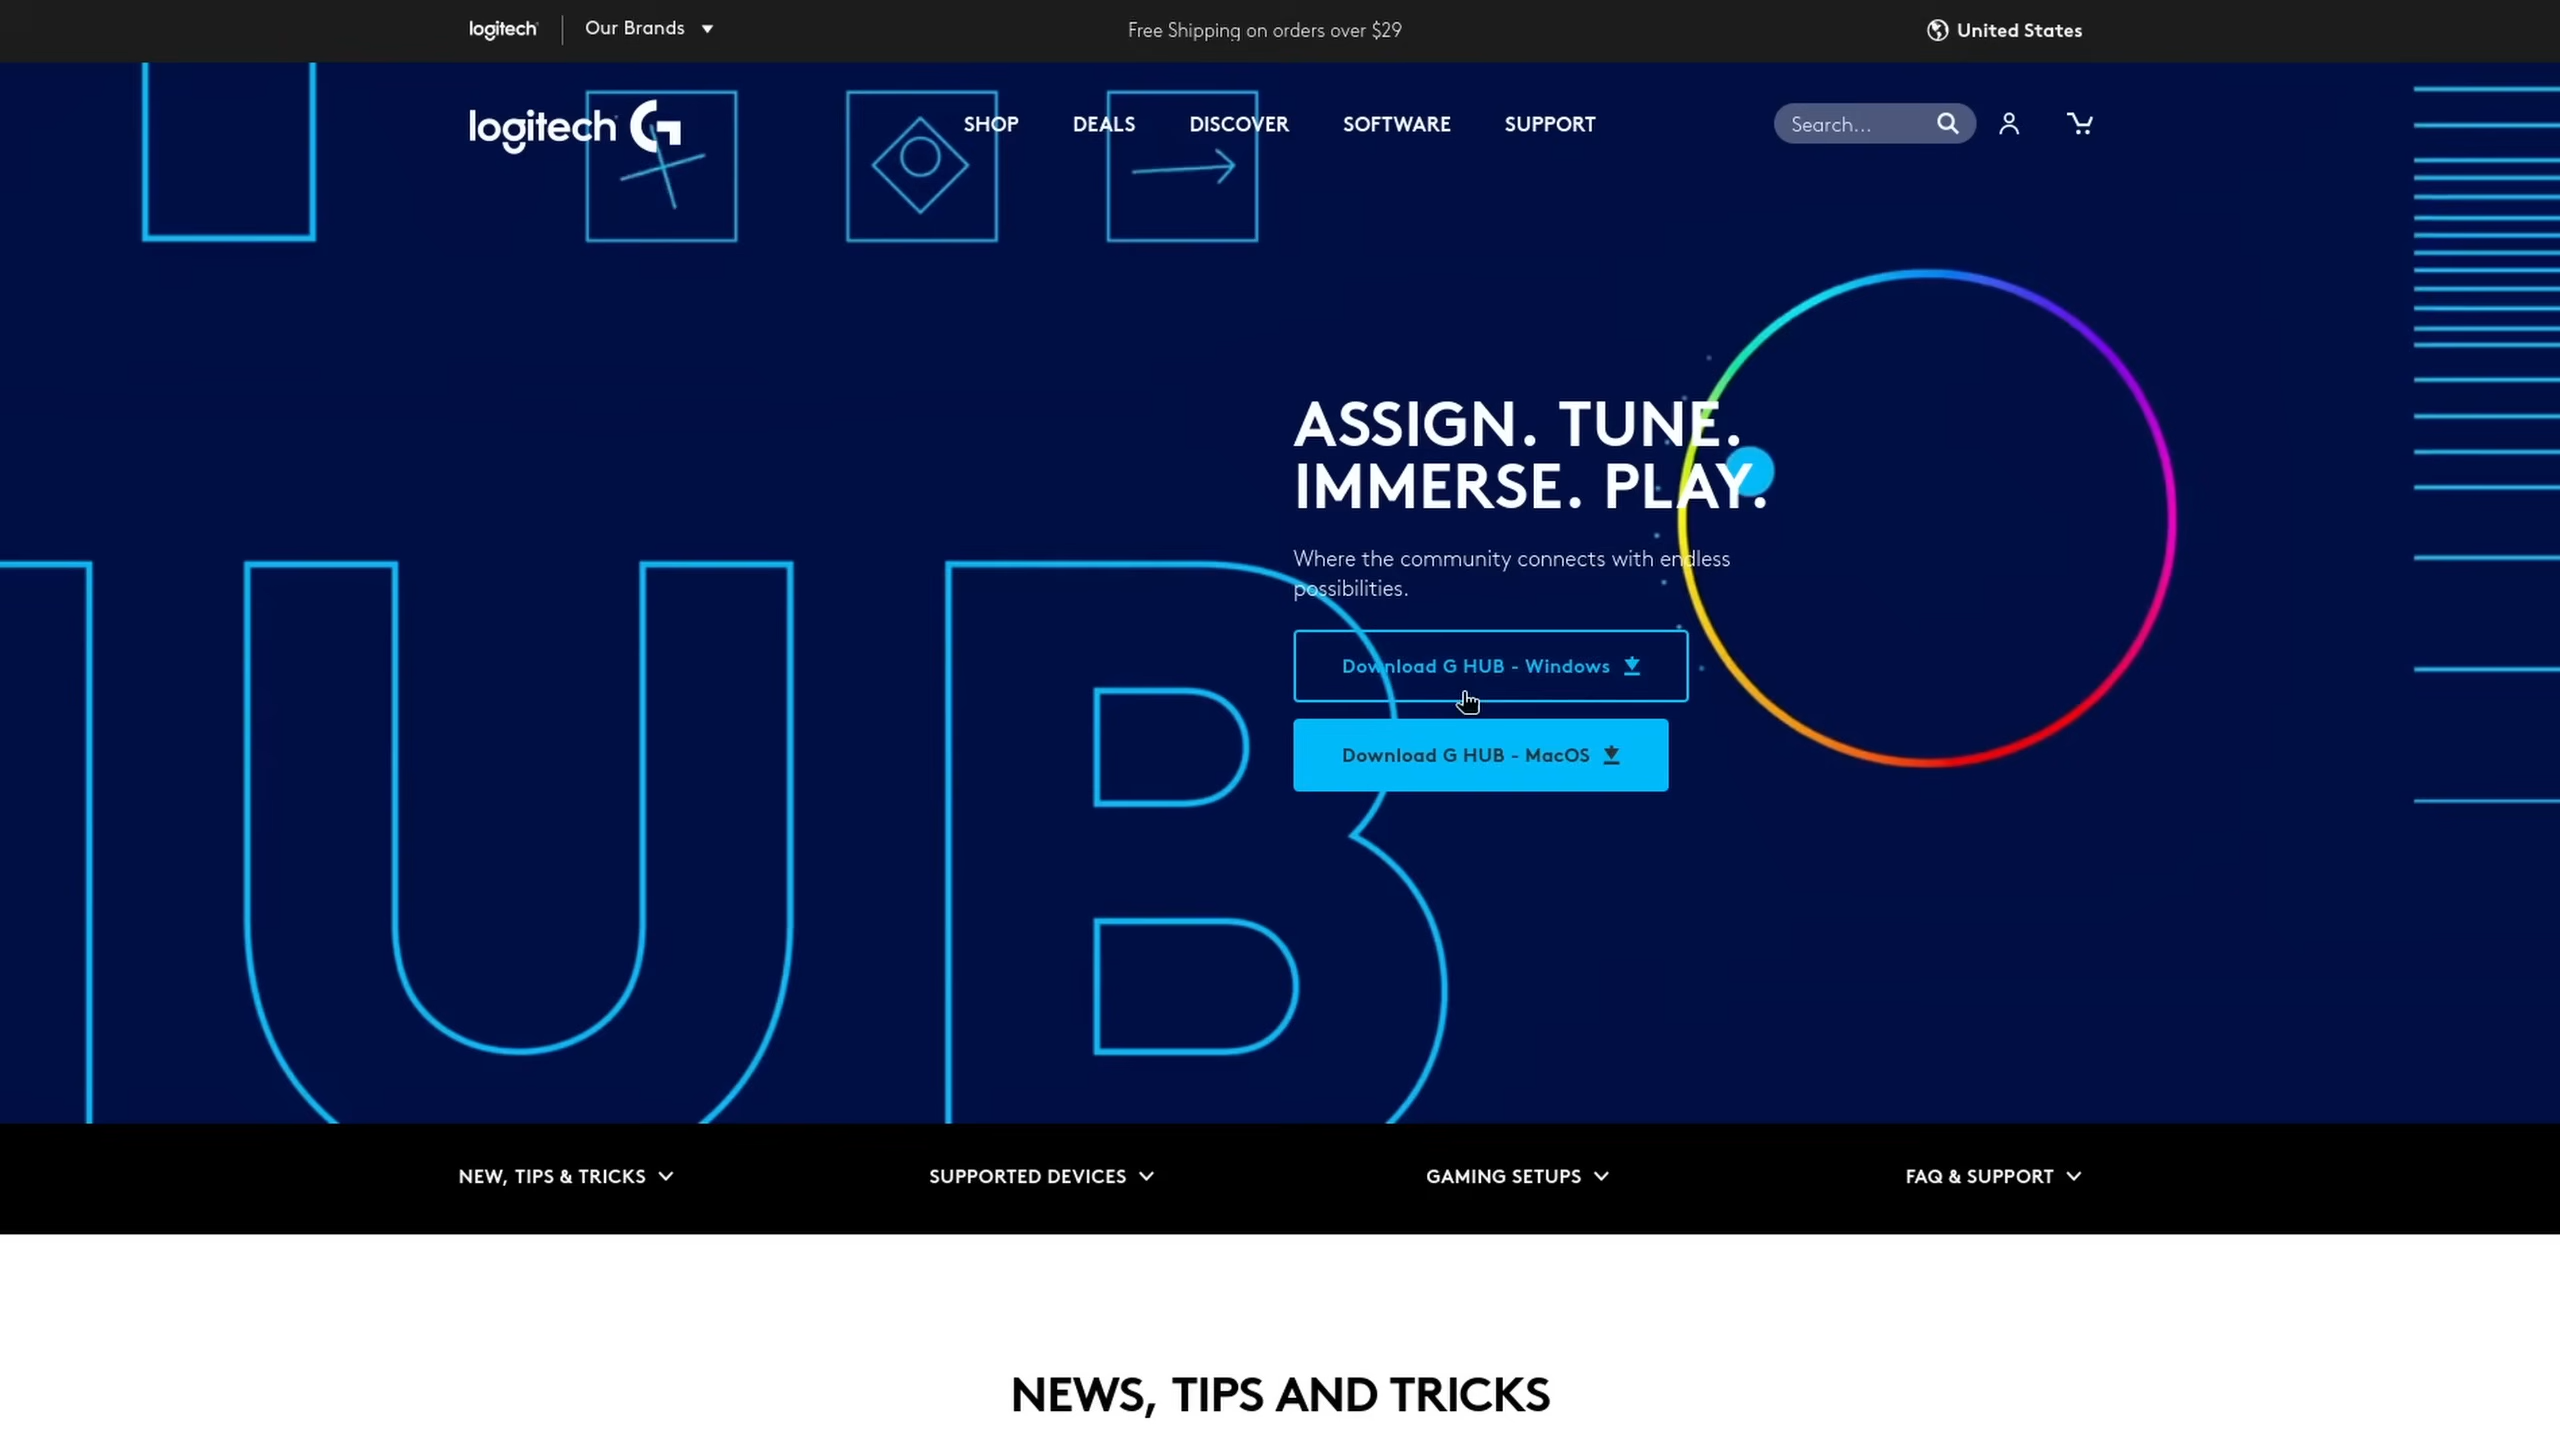 logitech
Our Brands
Free Shipping on orders over $29
United States
logitech G
SHOP
DEALS
DISCOVER
SOFTWARE
SUPPORT
Search...
ASSIGN. TUNE.
IMMERSE. PLAY.
Where the community connects with endless
possibilities.
Download G HUB - Windows
Download G HUB - MacOS
UB
NEW, TIPS & TRICKS
SUPPORTED DEVICES
GAMING SETUPS
FAQ & SUPPORT
NEWS, TIPS AND TRICKS